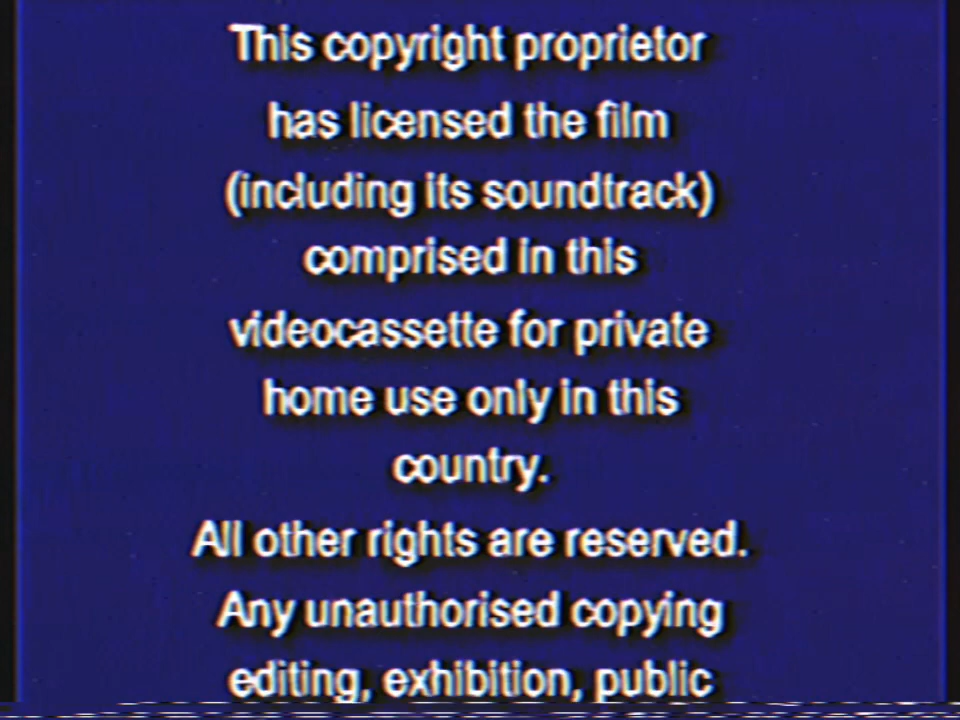 This copyright proprietor
has licensed the film
(including its soundtrack)
comprised in this
videocassette for private
home use only in this
country.
All other rights are reserved.
Any unauthorised copying
editing, exhibition, public